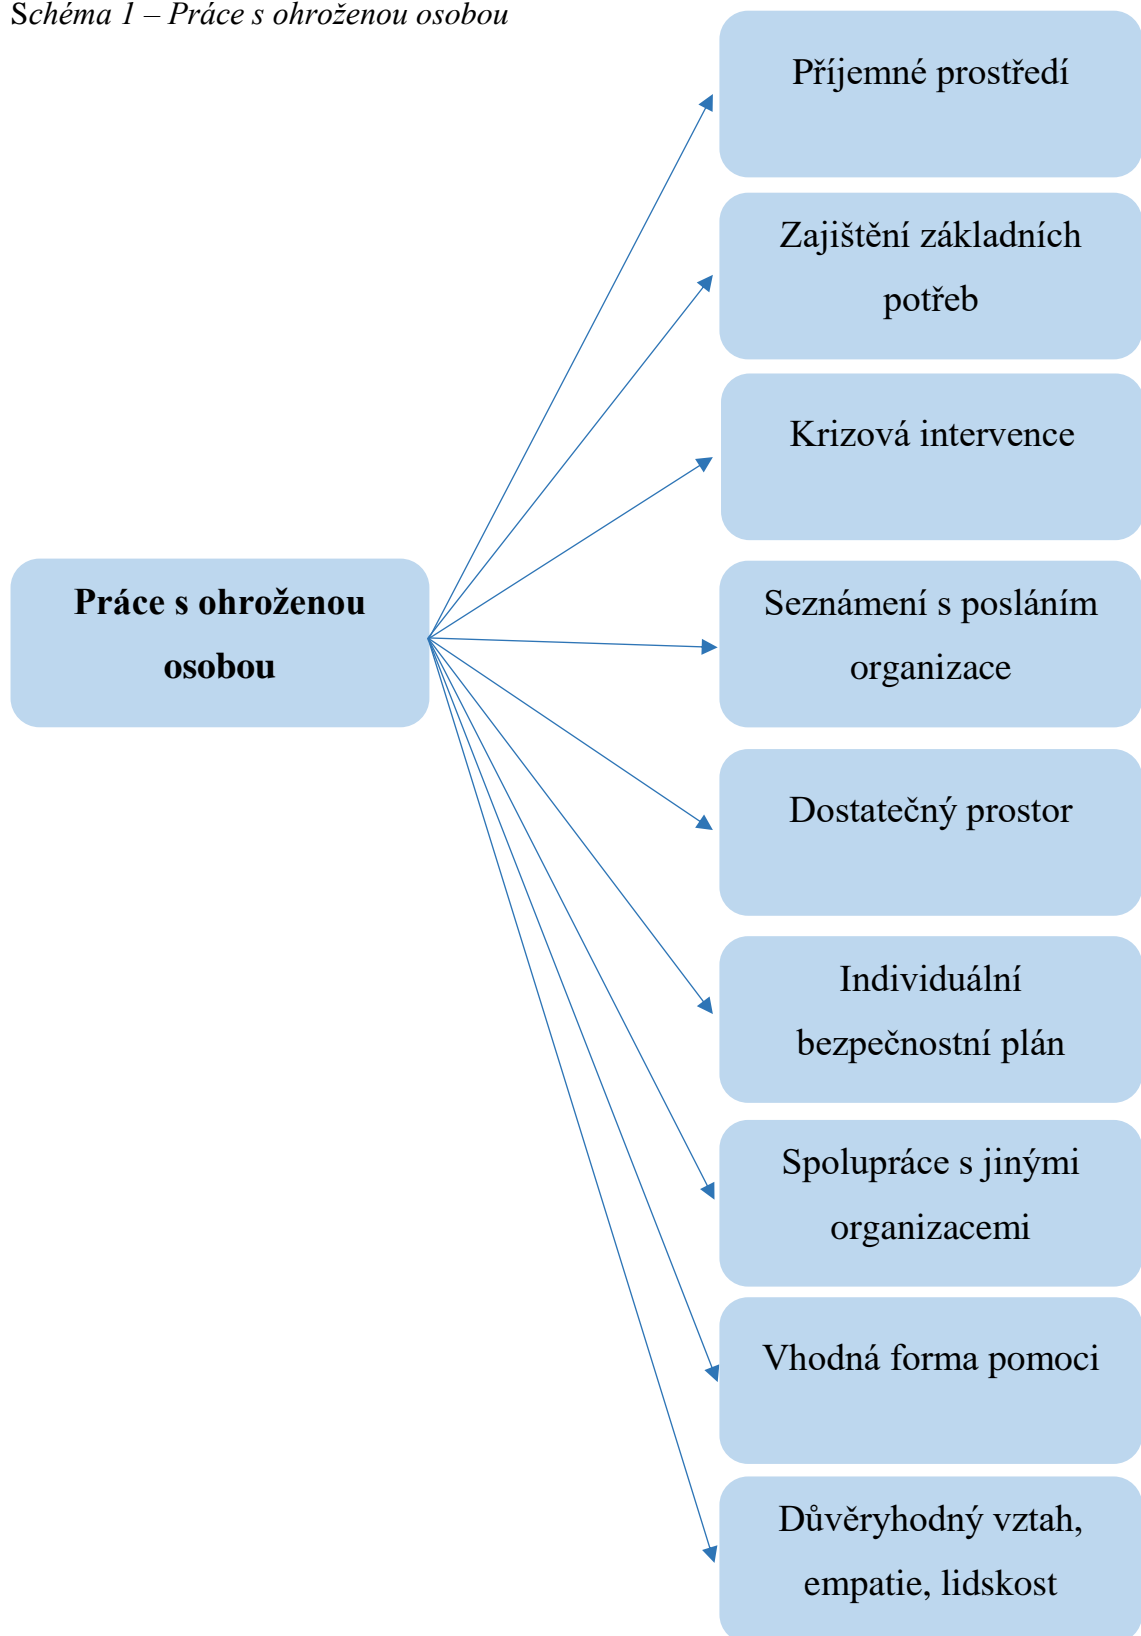 Schéma 1 – Práce s ohroženou osobou
Příjemné prostředí
Zajištění základních
potřeb
Krizová intervence
Práce s ohroženou
osobou
Seznámení s posláním
organizace
Dostatečný prostor
Individuální
bezpečnostní plán
Spolupráce s jinými
organizacemi
Vhodná forma pomoci
Důvěryhodný vztah,
empatie, lidskost